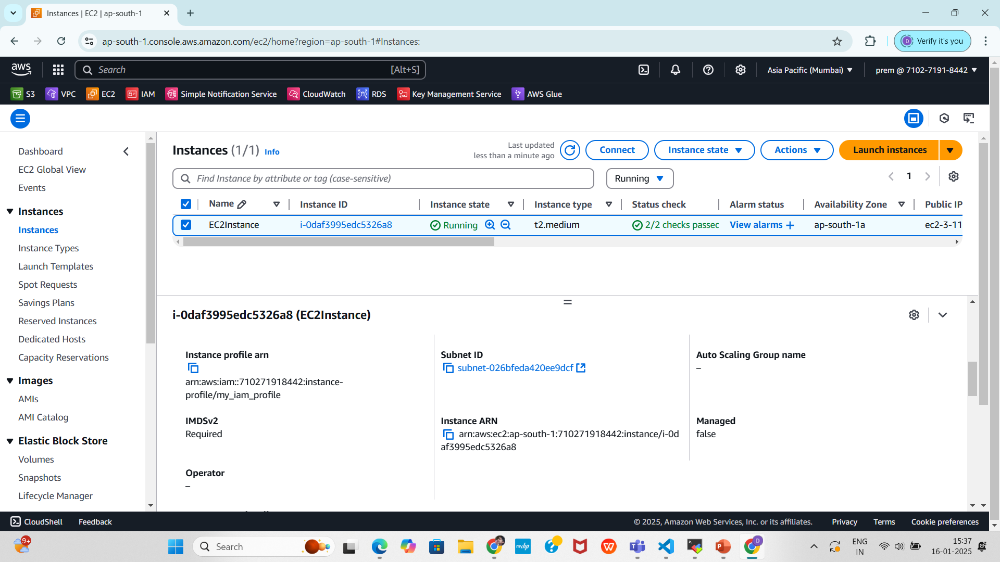 Instances | EC2 | ap-south-1
ap-south-1.console.aws.amazon.com/ec2/home?region=ap-south-1#Instances:
D
Verify it's you
aws
Search
[Alt+S]
Asia Pacific (Mumbai)
prem @ 7102-7191-8442
S3
VPC
EC2
IAM
Simple Notification Service
CloudWatch
RDS
Key Management Service
AWS Glue
Dashboard
EC2 Global View
Events
Instances
Instances
Instance Types
Launch Templates
Spot Requests
Savings Plans
Reserved Instances
Dedicated Hosts
Capacity Reservations
Images
AMIs
AMI Catalog
Elastic Block Store
Volumes
Snapshots
Lifecycle Manager
Instances (1/1) Info
Last updated
less than a minute ago
Connect
Instance state
Actions
Launch instances
Find Instance by attribute or tag (case-sensitive)
Running
1
Name
Instance ID
Instance state
Instance type
Status check
Alarm status
Availability Zone
Public IP
EC2Instance
i-0daf3995edc5326a8
Running
t2.medium
2/2 checks passec
View alarms +
ap-south-1a
ec2-3-11
i-0daf3995edc5326a8 (EC2Instance)
Instance profile arn
arn:aws:iam::710271918442:instance-
profile/my_iam_profile
Subnet ID
subnet-026bfeda420ee9dcf
Auto Scaling Group name
–
IMDSv2
Required
Instance ARN
arn:aws:ec2:ap-south-1:710271918442:instance/i-0d
af3995edc5326a8
Managed
false
Operator
–
CloudShell
Feedback
© 2025, Amazon Web Services, Inc. or its affiliates.
Privacy
Terms
Cookie preferences
9+
Search
myhp
D
ENG
IN
15:37
16-01-2025